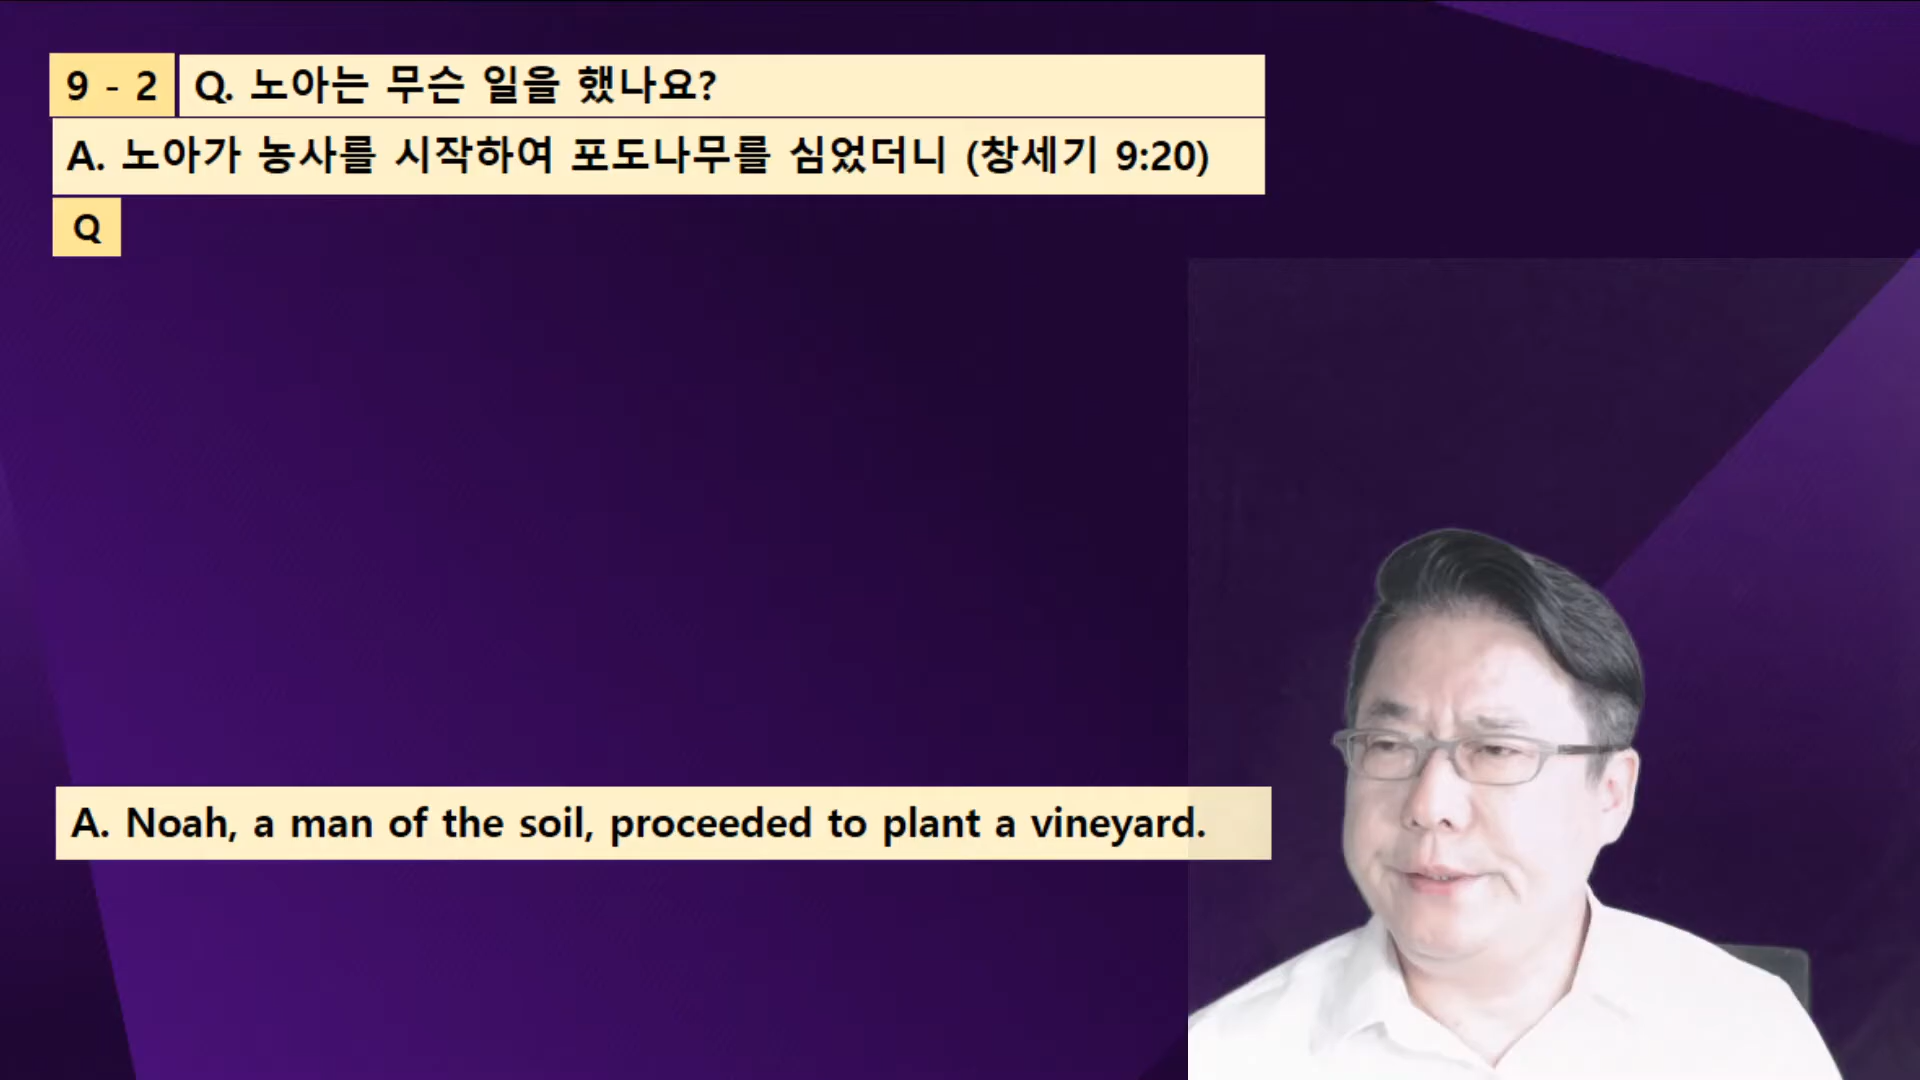 9 - 2 Q. 노아는 무슨 일을 했나요?
A. 노아가 농사를 시작하여 포도나무를 심었더니 (창세기 9:20)
Q
A. Noah, a man of the soil, proceeded to plant a vineyard.